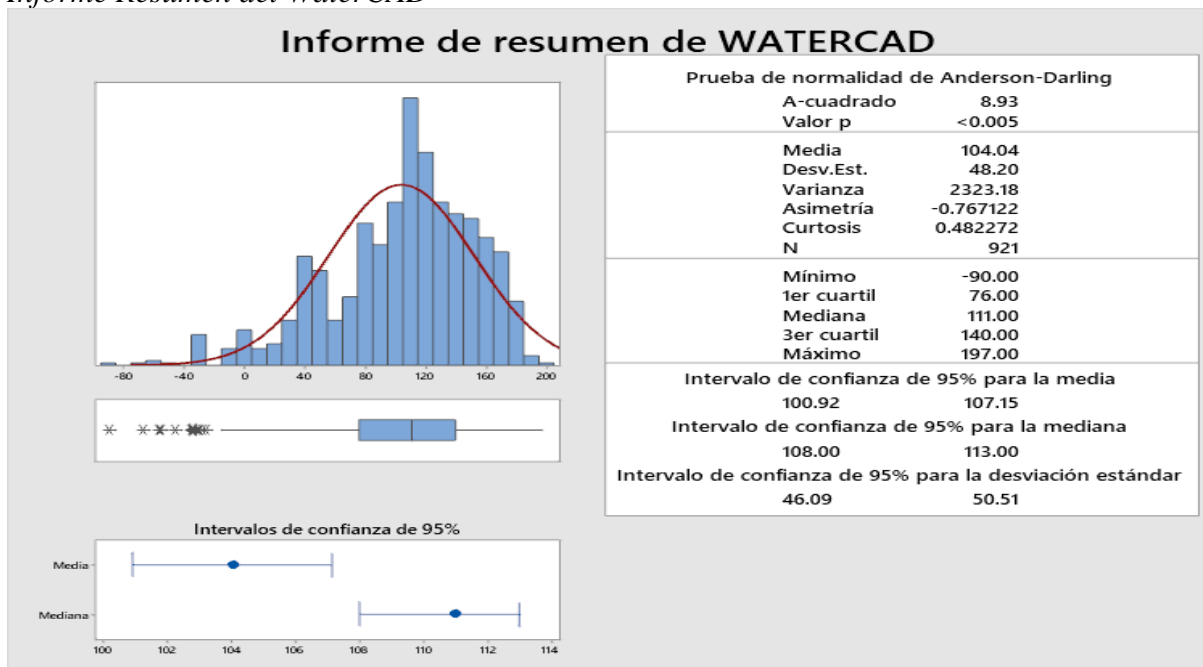 Informe Resumen del WaterCAD
Informe de resumen de WATERCAD
Prueba de normalidad de Anderson-Darling
A-cuadrado 8.93
Valor p <0.005
Media 104.04
Desv.Est. 48.20
Varianza 2323.18
Asimetría -0.767122
Curtosis 0.482272
N 921
Mínimo -90.00
1er cuartil 76.00
Mediana 111.00
3er cuartil 140.00
Máximo 197.00
Intervalo de confianza de 95% para la media
100.92 107.15
Intervalo de confianza de 95% para la mediana
108.00 113.00
Intervalo de confianza de 95% para la desviación estándar
46.09 50.51
-80 -40 0 40 80 120 160 200
Intervalos de confianza de 95%
Media
Mediana
100 102 104 106 108 110 112 114